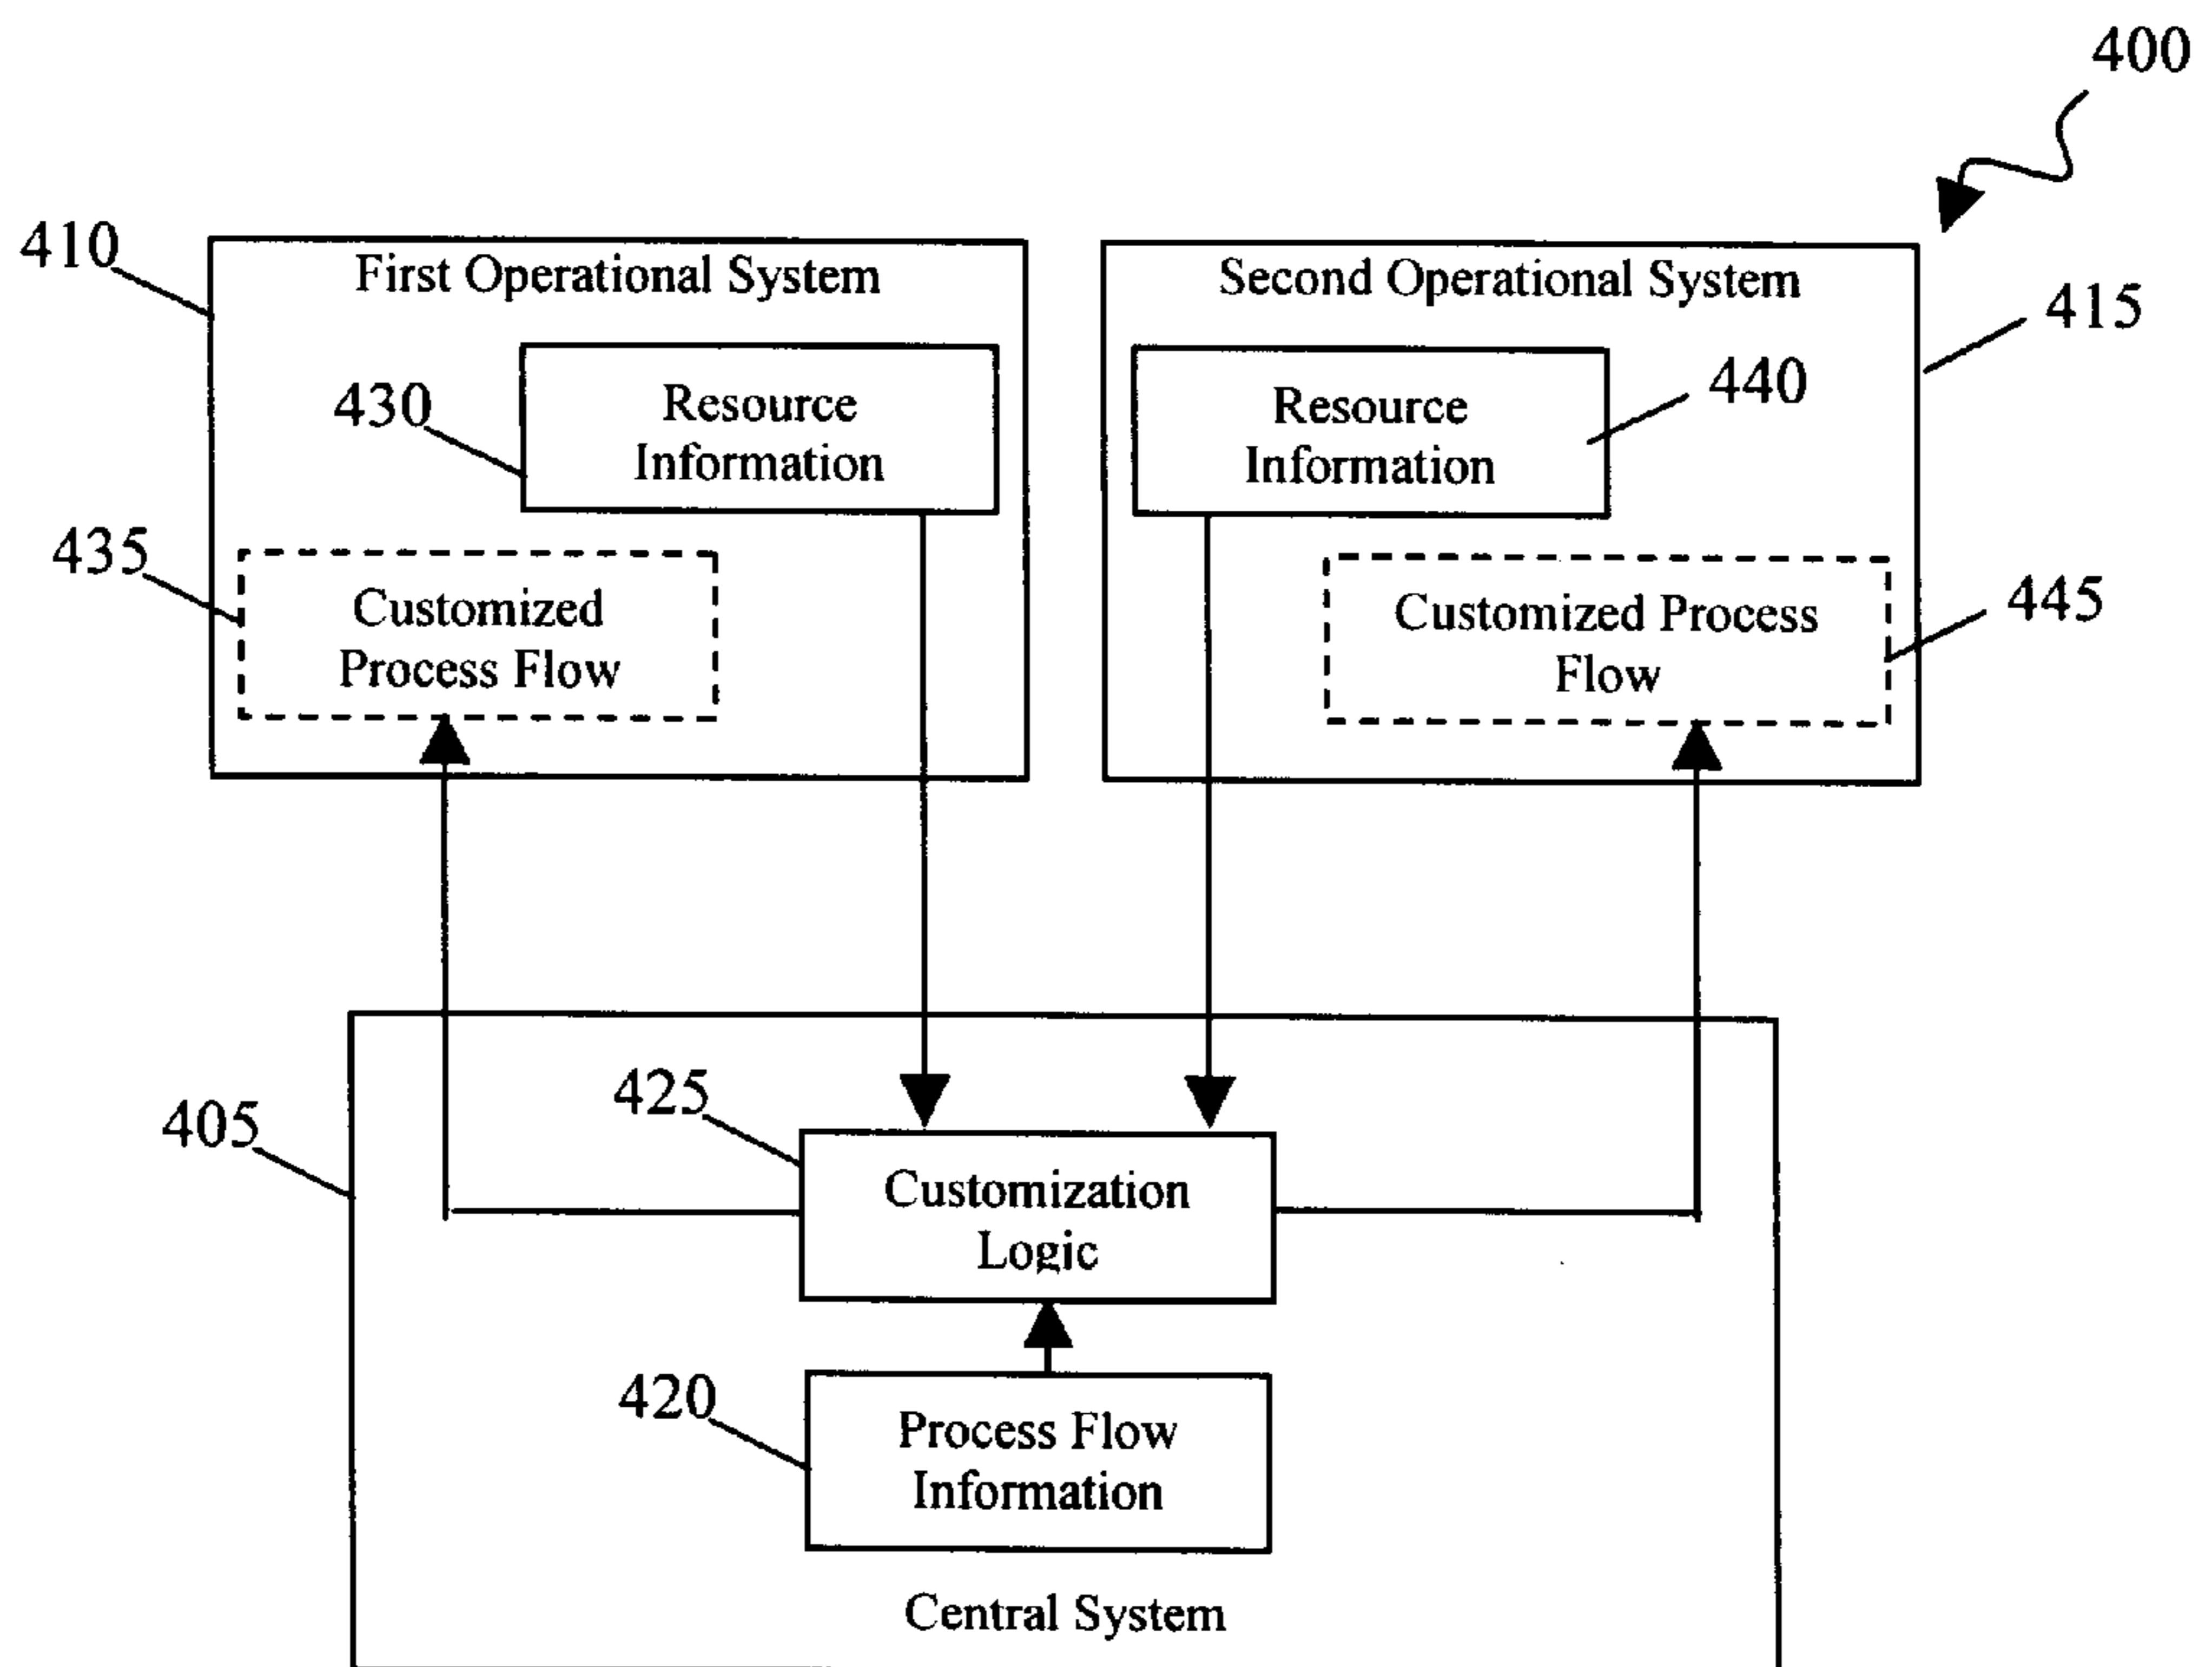 400
410
First Operational System
Second Operational System
415
430
Resource
Information
Resource
Information
440
435
Customized
Process Flow
Customized Process
Flow
445
425
405
Customization
Logic
420
Process Flow
Information
Central System